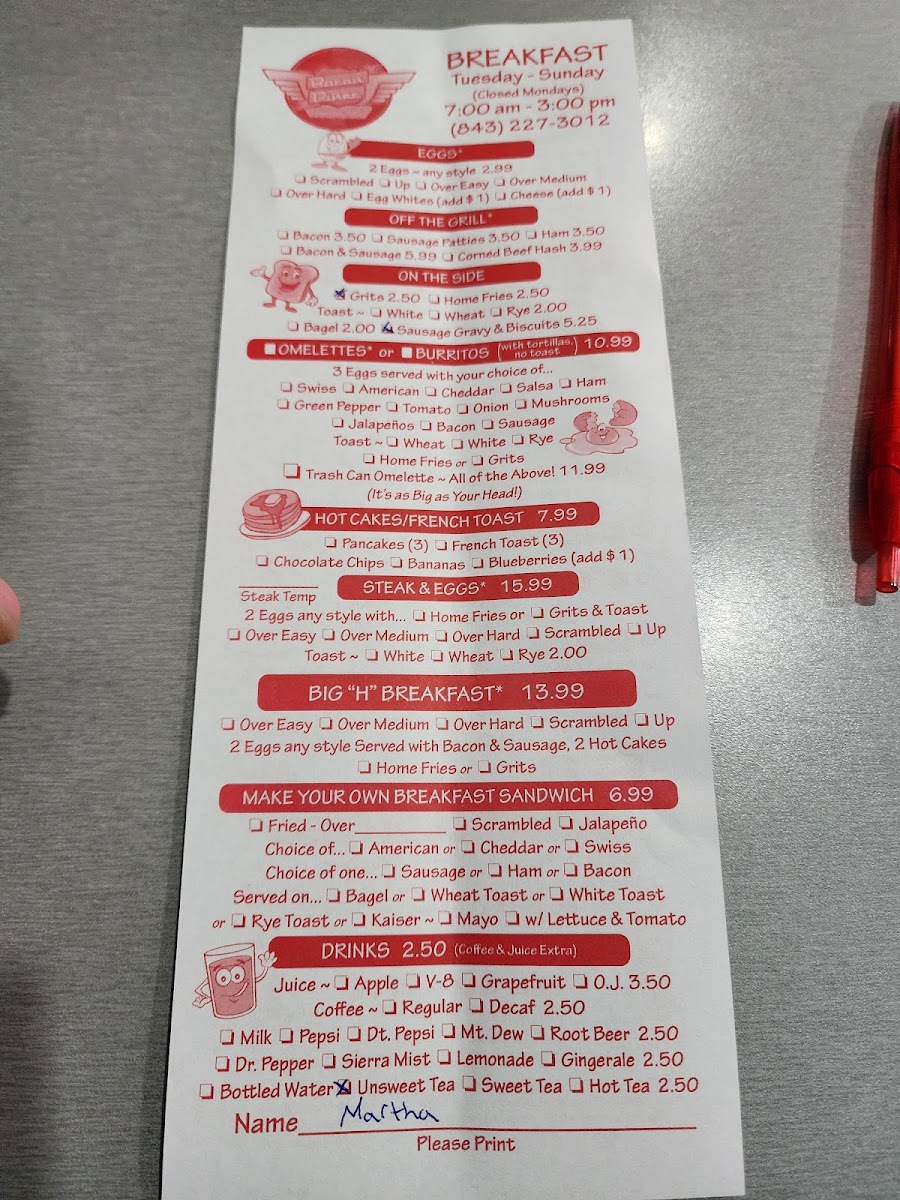 BREAKFAST
Tuesday - Sunday
(Closed Mondays)
7:00 am - 3:00 pm
(843) 227-3012
EGGS*
2 Eggs ~ any style 2.99
☐ Scrambled ☐ Up ☐ Over Easy ☐ Over Medium
☐ Over Hard ☐ Egg Whites (add $ 1) ☐ Cheese (add $ 1)
OFF THE GRILL*
☐ Bacon 3.50 ☐ Sausage Patties 3.50 ☐ Ham 3.50
☐ Bacon & Sausage 5.99 ☐ Corned Beef Hash 3.99
ON THE SIDE
☒ Grits 2.50 ☐ Home Fries 2.50
Toast ~ ☐ White ☐ Wheat ☐ Rye 2.00
☐ Bagel 2.00 ☒ Sausage Gravy & Biscuits 5.25
☐ OMELETTES* or ☐ BURRITOS (with tortillas, no toast) 10.99
3 Eggs served with your choice of...
☐ Swiss ☐ American ☐ Cheddar ☐ Salsa ☐ Ham
☐ Green Pepper ☐ Tomato ☐ Onion ☐ Mushrooms
☐ Jalapeños ☐ Bacon ☐ Sausage
Toast ~ ☐ Wheat ☐ White ☐ Rye
☐ Home Fries or ☐ Grits
☐ Trash Can Omelette ~ All of the Above! 11.99
(It's as Big as Your Head!)
HOT CAKES/FRENCH TOAST 7.99
☐ Pancakes (3) ☐ French Toast (3)
☐ Chocolate Chips ☐ Bananas ☐ Blueberries (add $ 1)
STEAK & EGGS* 15.99
Steak Temp
2 Eggs any style with... ☐ Home Fries or ☐ Grits & Toast
☐ Over Easy ☐ Over Medium ☐ Over Hard ☐ Scrambled ☐ Up
Toast ~ ☐ White ☐ Wheat ☐ Rye 2.00
BIG "H" BREAKFAST* 13.99
☐ Over Easy ☐ Over Medium ☐ Over Hard ☐ Scrambled ☐ Up
2 Eggs any style Served with Bacon & Sausage, 2 Hot Cakes
☐ Home Fries or ☐ Grits
MAKE YOUR OWN BREAKFAST SANDWICH 6.99
☐ Fried - Over__________ ☐ Scrambled ☐ Jalapeño
Choice of... ☐ American or ☐ Cheddar or ☐ Swiss
Choice of one... ☐ Sausage or ☐ Ham or ☐ Bacon
Served on... ☐ Bagel or ☐ Wheat Toast or ☐ White Toast
or ☐ Rye Toast or ☐ Kaiser ~ ☐ Mayo ☐ w/ Lettuce & Tomato
DRINKS 2.50 (Coffee & Juice Extra)
Juice ~ ☐ Apple ☐ V-8 ☐ Grapefruit ☐ O.J. 3.50
Coffee ~ ☐ Regular ☐ Decaf 2.50
☐ Milk ☐ Pepsi ☐ Dt. Pepsi ☐ Mt. Dew ☐ Root Beer 2.50
☐ Dr. Pepper ☐ Sierra Mist ☐ Lemonade ☐ Gingerale 2.50
☐ Bottled Water ☒ Unsweet Tea ☐ Sweet Tea ☐ Hot Tea 2.50
Name Martha
Please Print